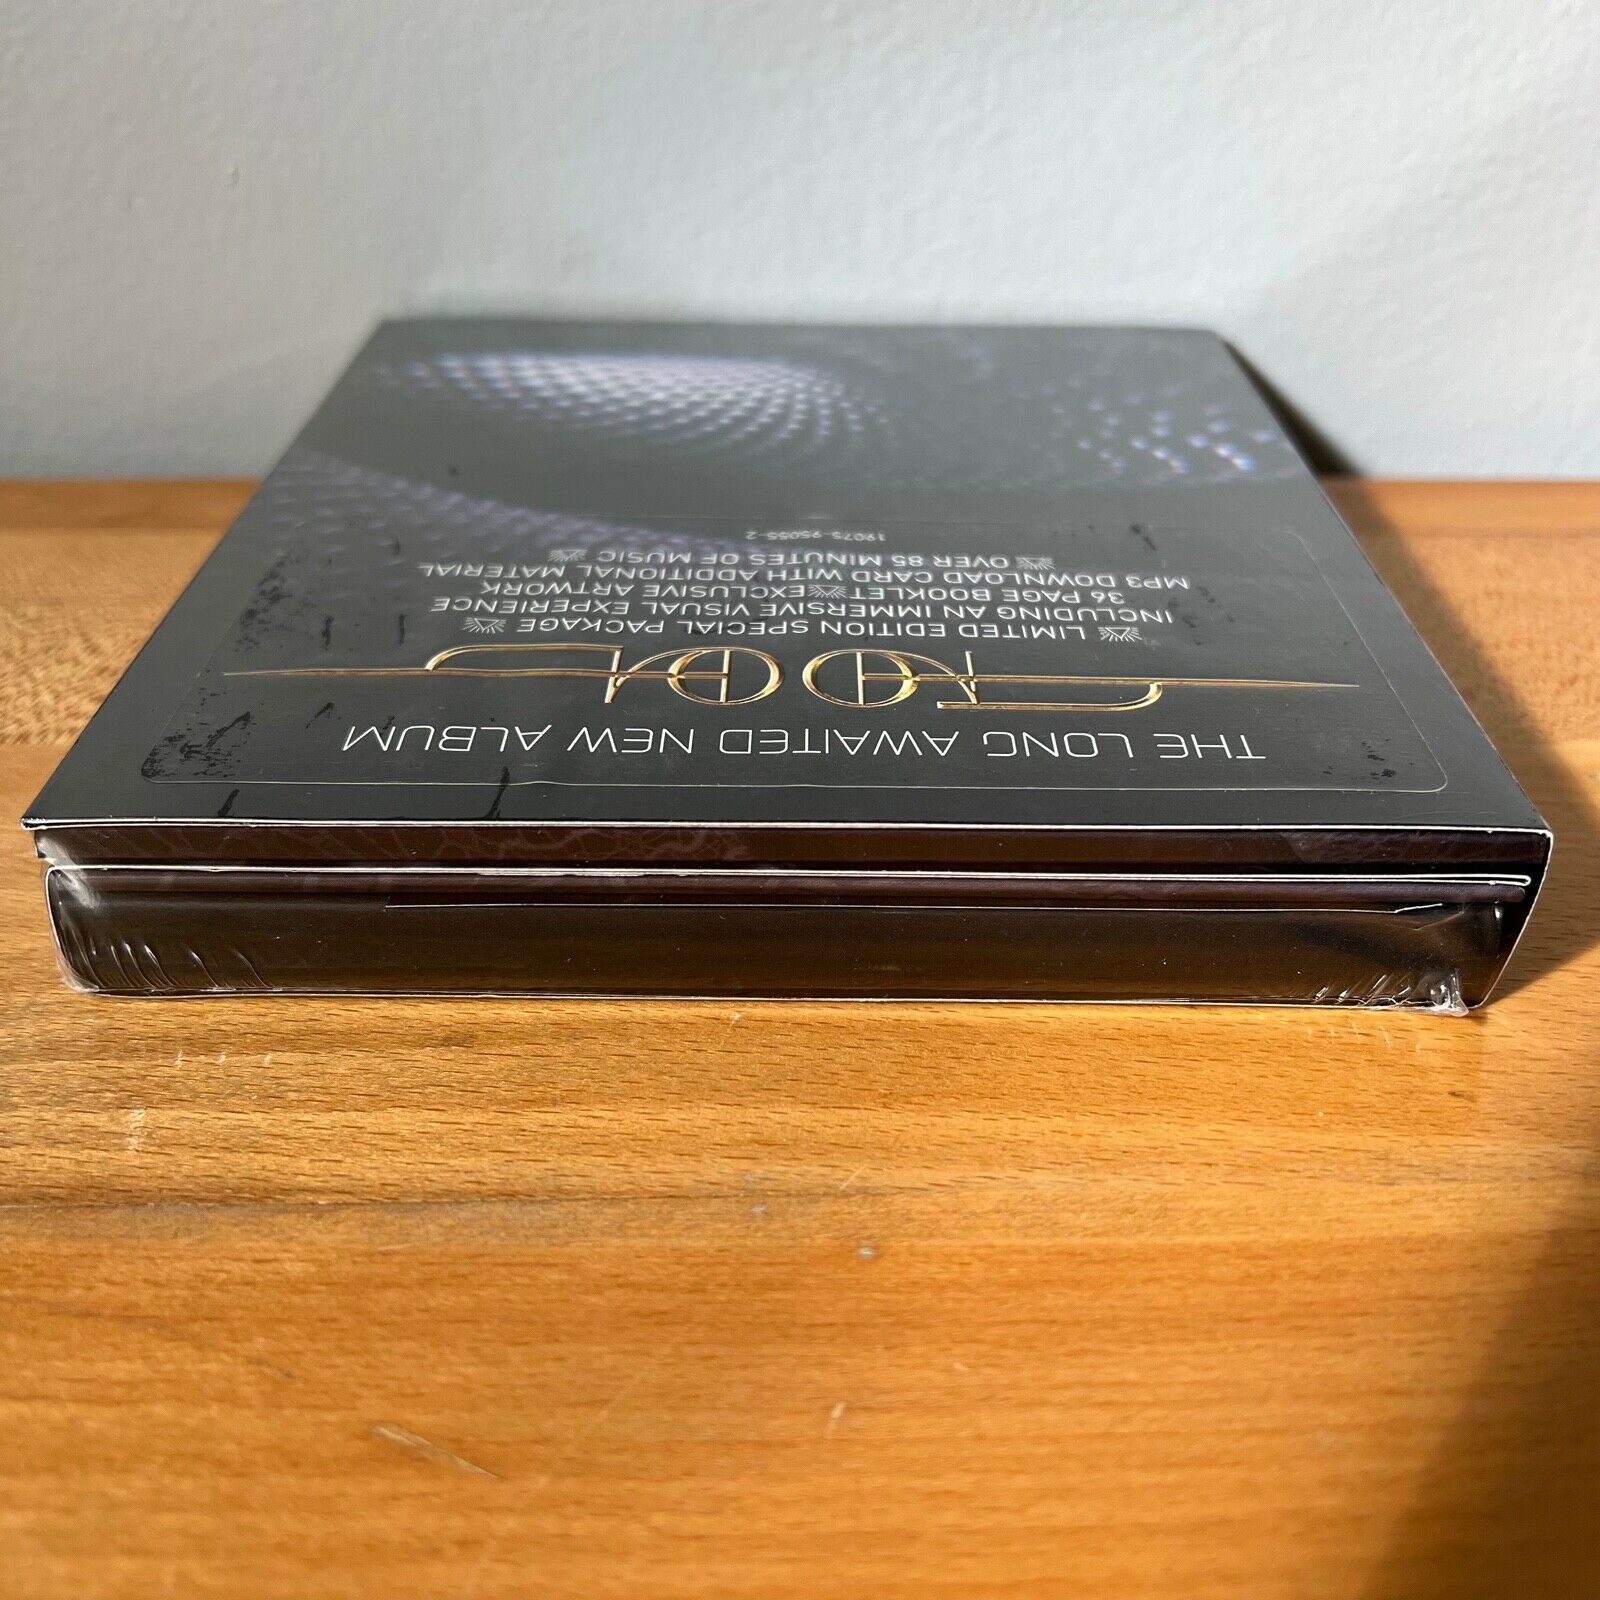 THE LONG AWAITED NEW ALBUM
TOOL
LIMITED EDITION SPECIAL PACKAGE
INCLUDING AN IMMERSIVE VISUAL EXPERIENCE
36 PAGE BOOKLET EXCLUSIVE ARTWORK
MP3 DOWNLOAD CARD WITH ADDITIONAL MATERIAL
OVER 85 MINUTES OF MUSIC
19075-95055-2